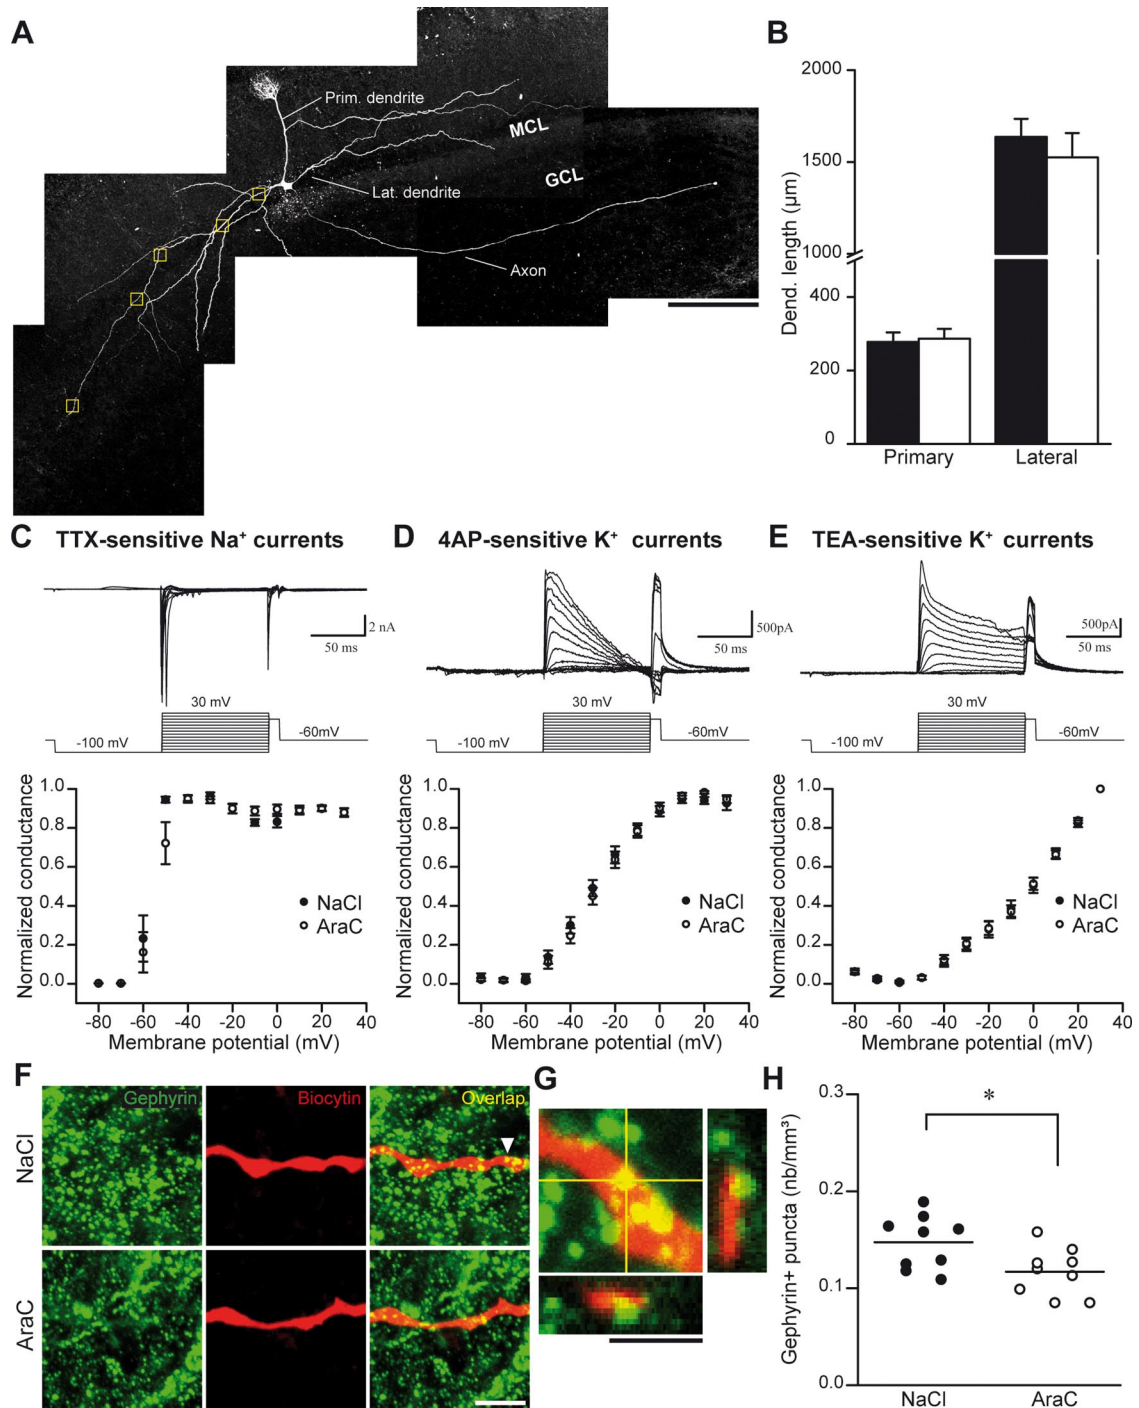 A
Prim. dendrite
MCL
Lat. dendrite
GCL
Axon
B
Dend. length (µm)
2000
1500
1000
400
200
0
Primary
Lateral
C
TTX-sensitive Na⁺ currents
2 nA
50 ms
30 mV
-100 mV
-60mV
Normalized conductance
1.0
0.8
0.6
0.4
0.2
0.0
NaCl
AraC
-80 -60 -40 -20 0 20 40
Membrane potential (mV)
D
4AP-sensitive K⁺ currents
500pA
50 ms
30 mV
-100 mV
-60mV
Normalized conductance
1.0
0.8
0.6
0.4
0.2
0.0
NaCl
AraC
-80 -60 -40 -20 0 20 40
Membrane potential (mV)
E
TEA-sensitive K⁺ currents
500pA
50 ms
30 mV
-100 mV
-60mV
Normalized conductance
1.0
0.8
0.6
0.4
0.2
0.0
NaCl
AraC
-80 -60 -40 -20 0 20 40
Membrane potential (mV)
F
Gephyrin
Biocytin
Overlap
NaCl
AraC
G
H
Gephyrin+ puncta (nb/mm³)
0.3
0.2
0.1
0.0
*
NaCl
AraC